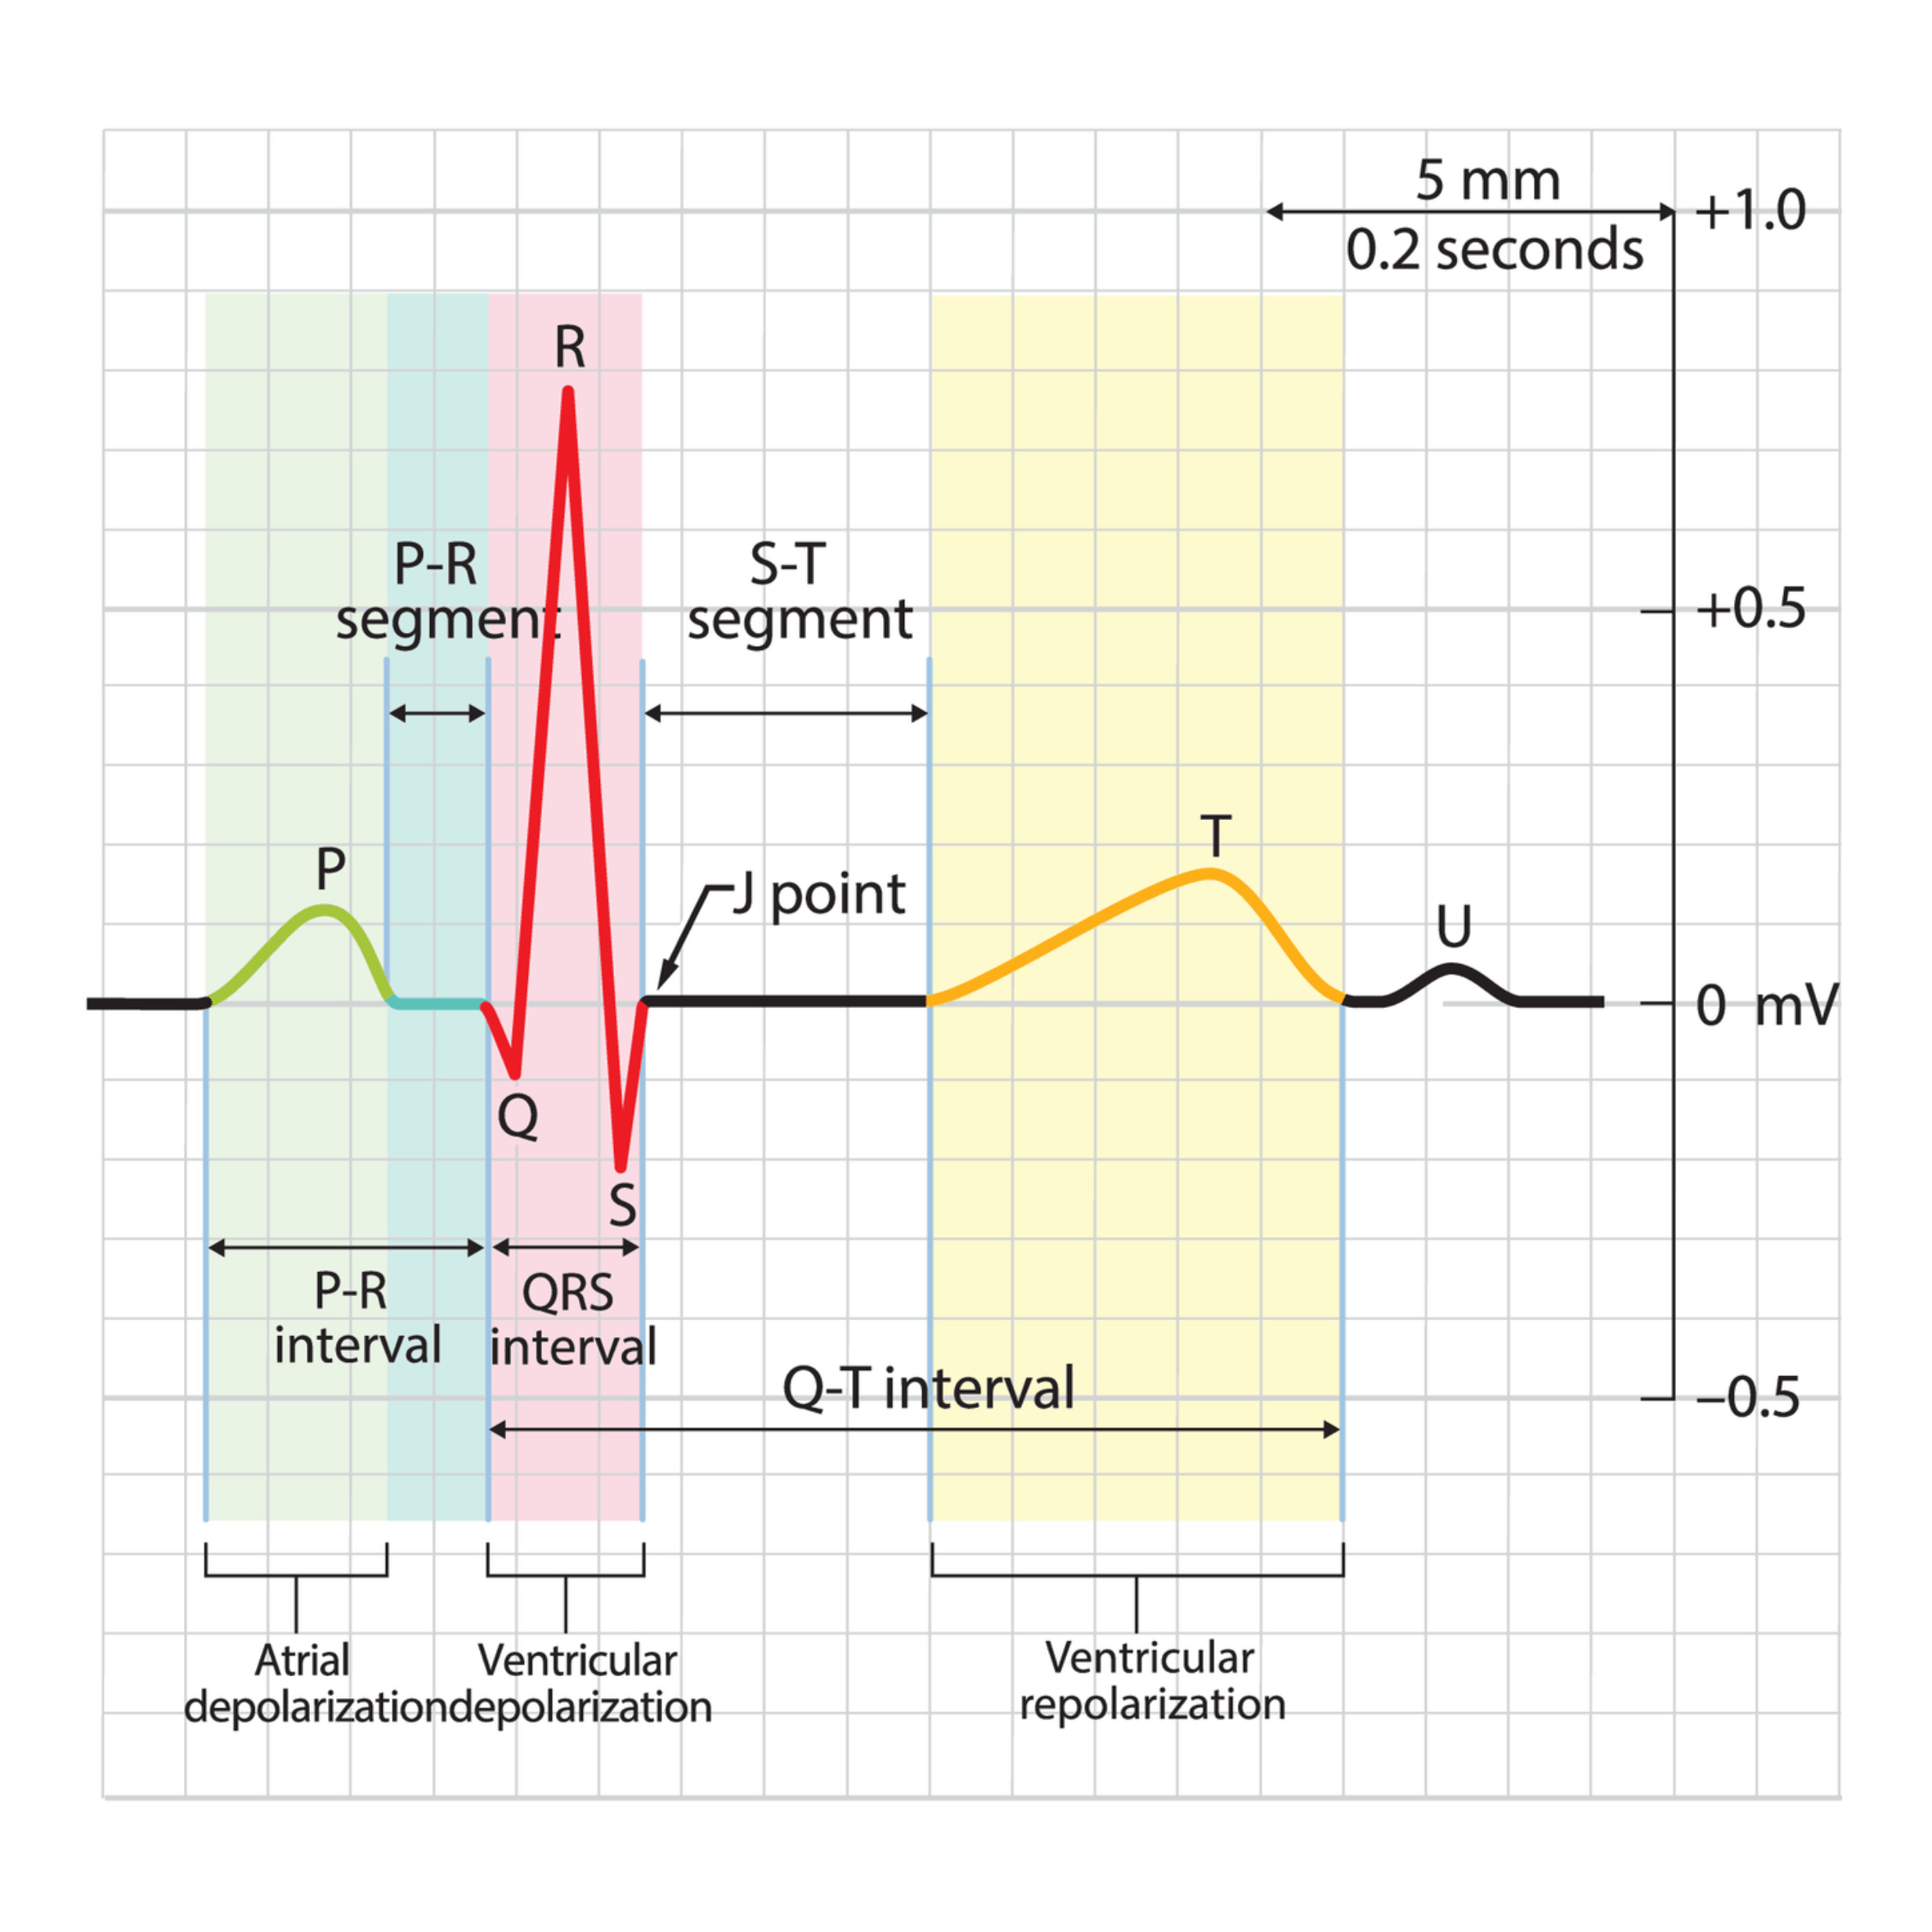 5 mm
0.2 seconds
+1.0
R
P-R
segment
S-T
segment
+0.5
P
T
J point
U
0 mV
Q
S
P-R
interval
QRS
interval
Q-T interval
–0.5
Atrial
depolarization
Ventricular
depolarization
Ventricular
repolarization